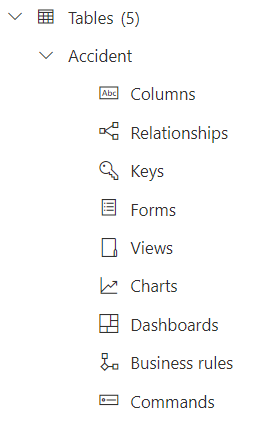 Tables (5)
Accident
Abc Columns
Relationships
Keys
Forms
Views
Charts
Dashboards
Business rules
Commands